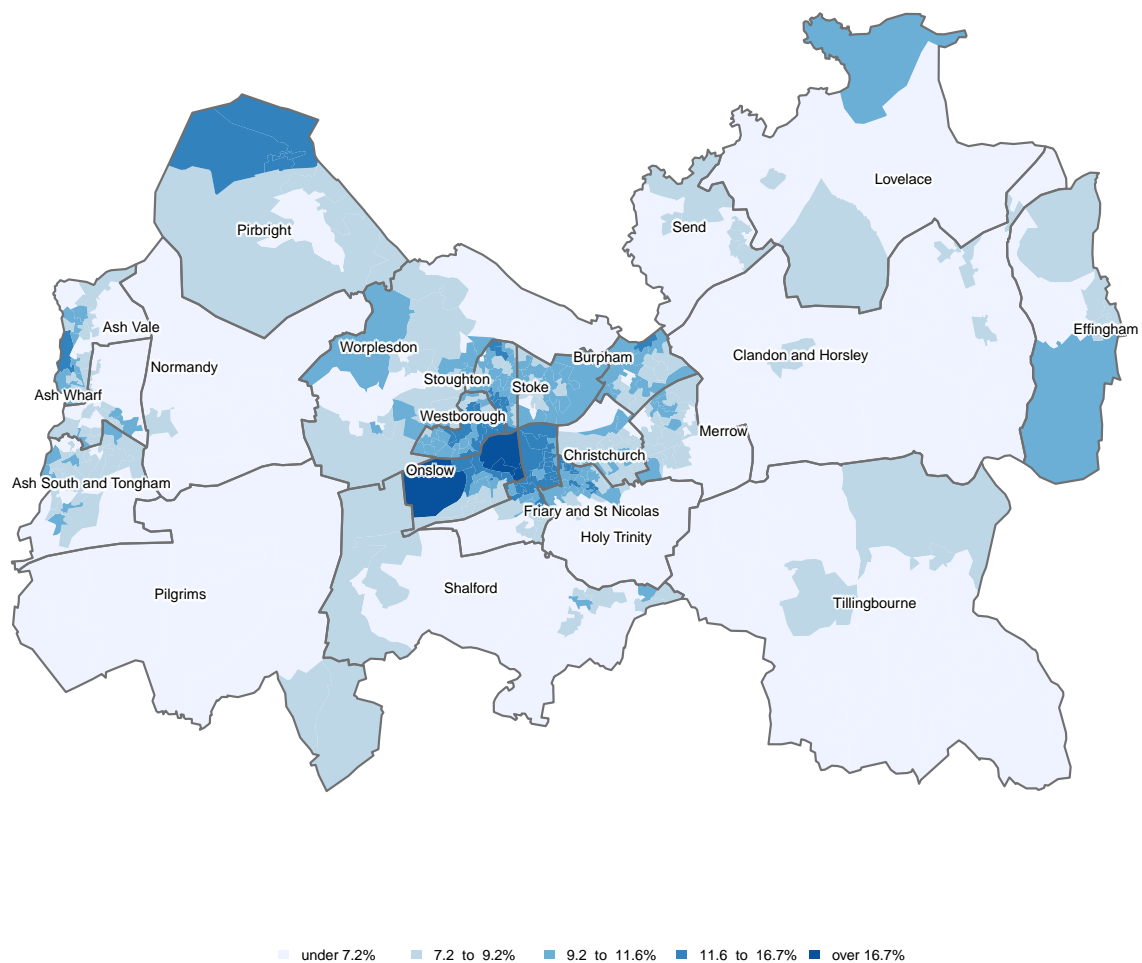 Lovelace
Send
Pirbright
Ash Vale
Effingham
Worplesdon
Burpham
Clandon and Horsley
Normandy
Stoughton
Stoke
Ash Wharf
Westborough
Merrow
Christchurch
Onslow
Ash South and Tongham
Friary and St Nicolas
Holy Trinity
Shalford
Pilgrims
Tillingbourne
under 7.2% 7.2 to 9.2% 9.2 to 11.6% 11.6 to 16.7% over 16.7%